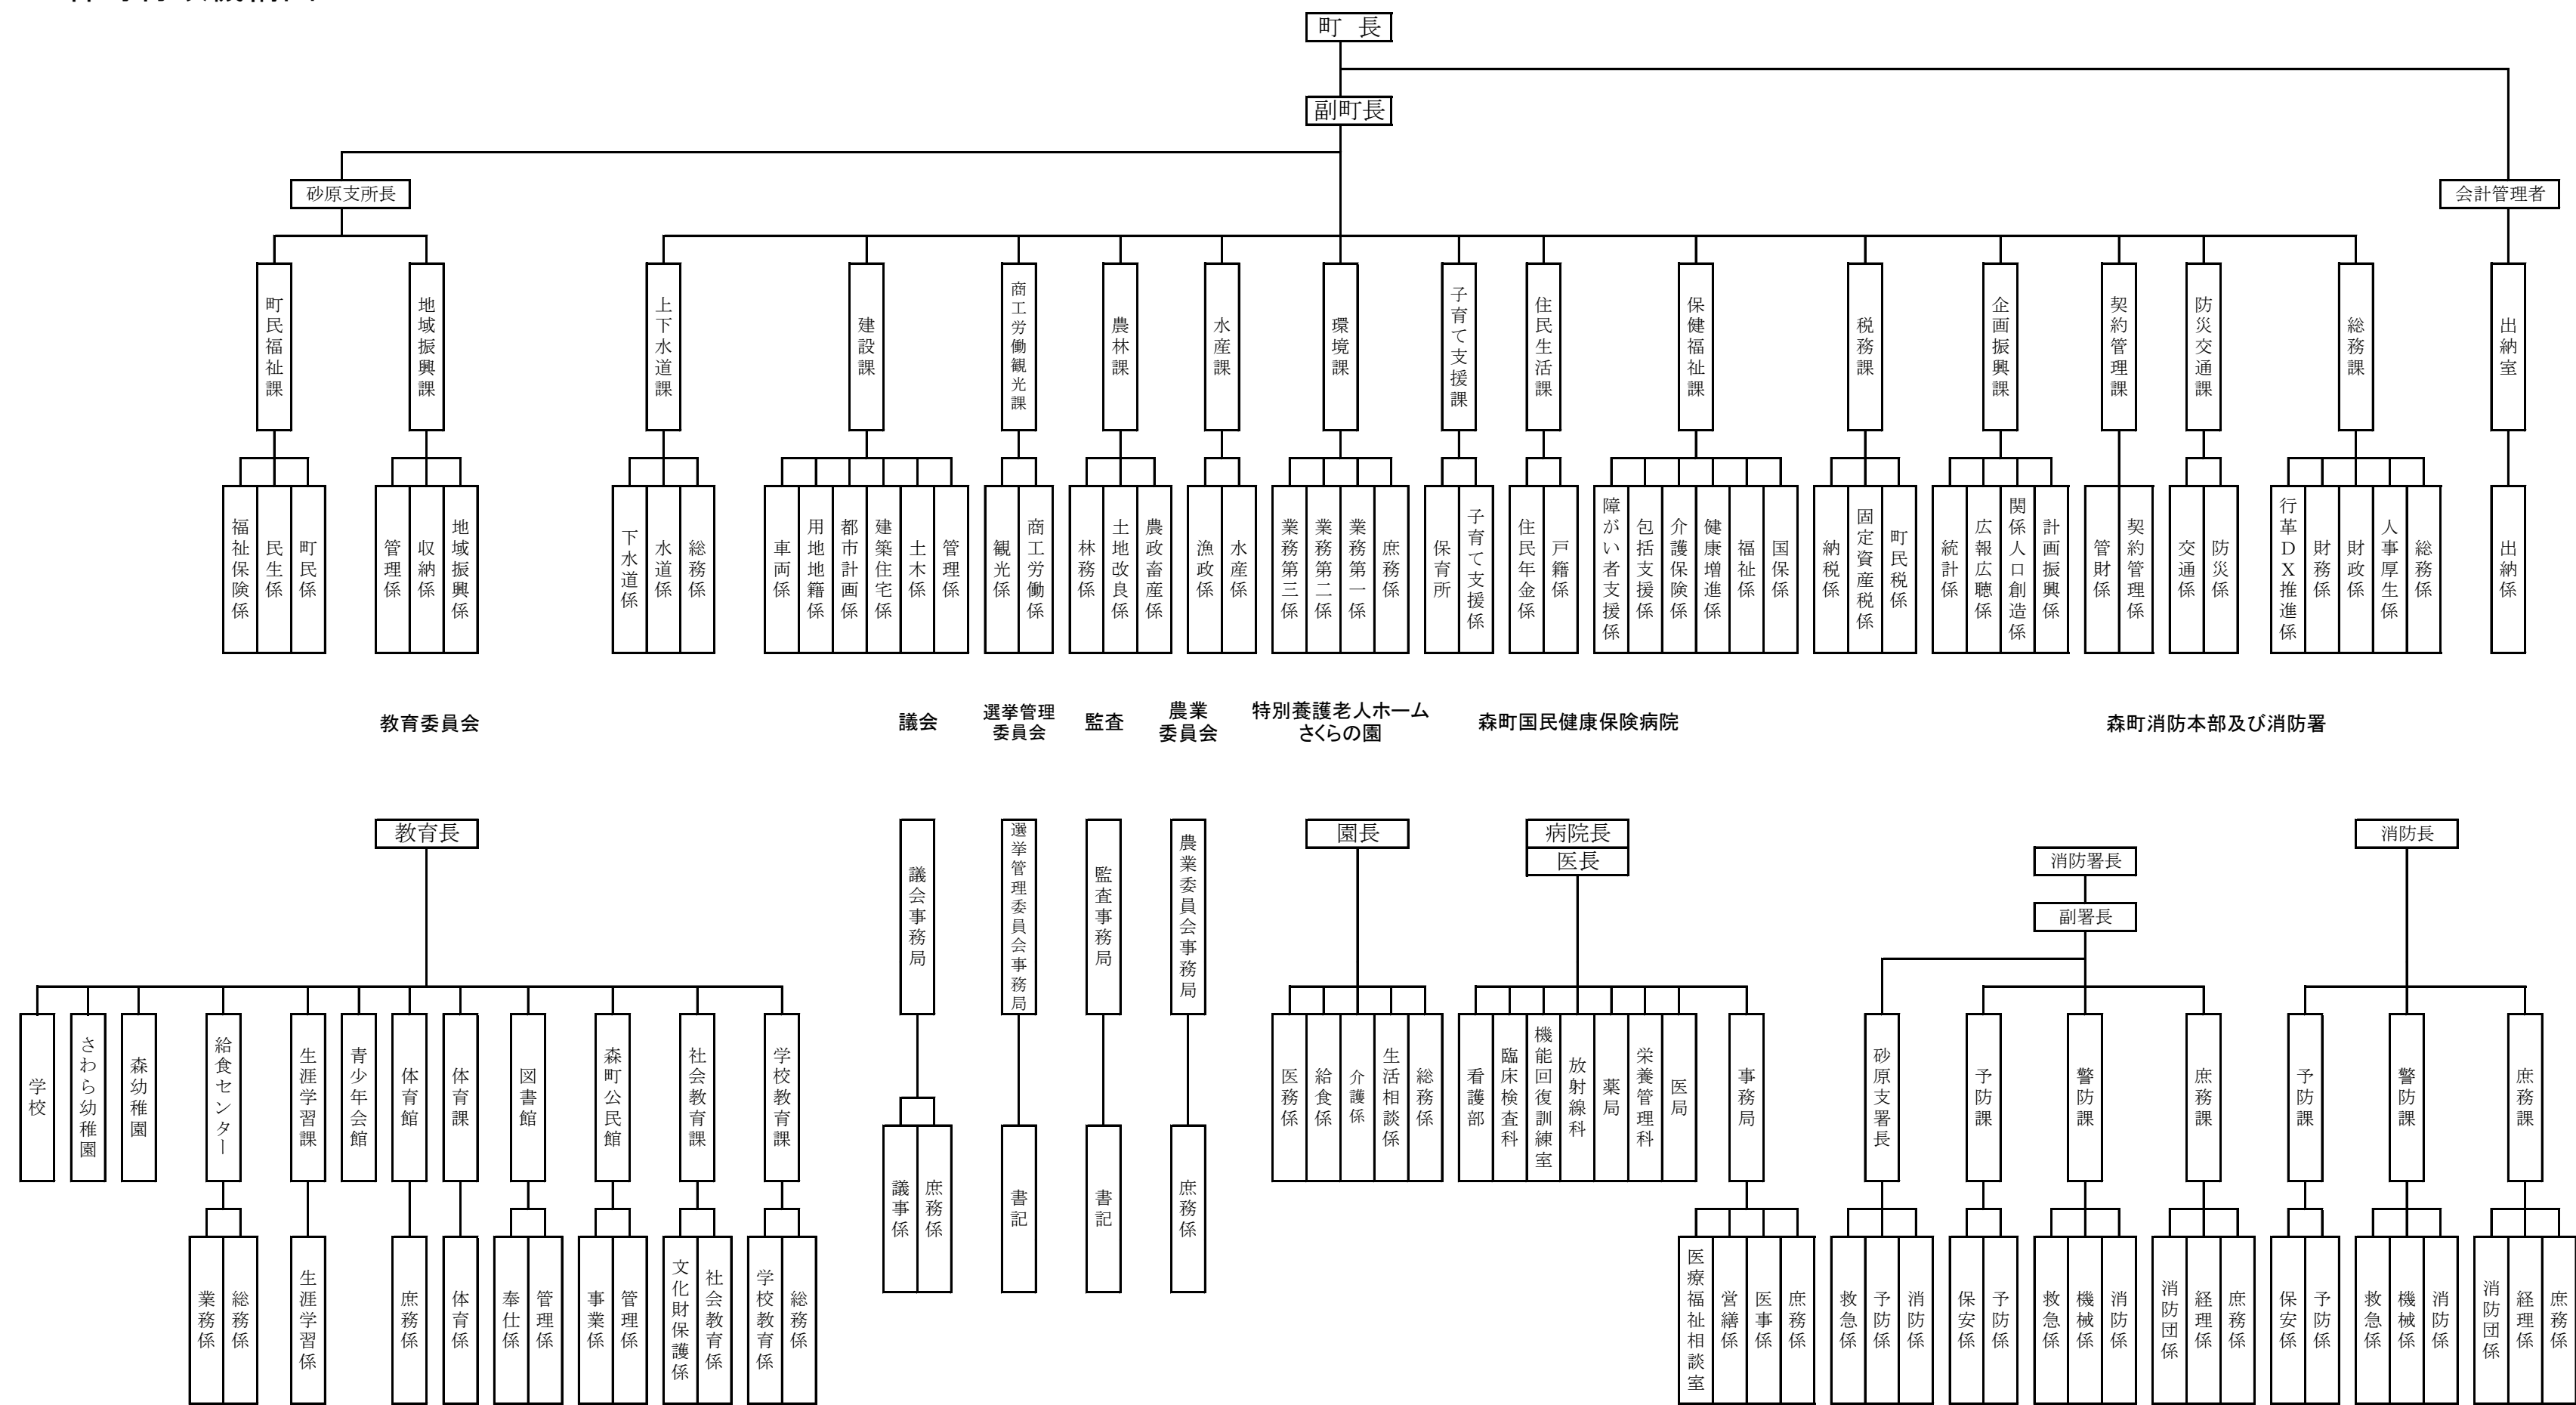 町 長
副町長
砂原支所長
会計管理者
町民福祉課
地域振興課
上下水道課
建設課
商工労働観光課
農林課
水産課
環境課
子育て支援課
住民生活課
保健福祉課
税務課
企画振興課
契約管理課
防災交通課
総務課
出納室
福祉保険係
民生係
町民係
管理係
収納係
地域振興係
下水道係
水道係
総務係
車両係
用地地籍係
都市計画係
建築住宅係
土木係
管理係
観光係
商工労働係
林務係
土地改良係
農政畜産係
漁政係
水産係
業務第三係
業務第二係
業務第一係
庶務係
保育所
子育て支援係
住民年金係
戸籍係
障がい者支援係
包括支援係
介護保険係
健康増進係
福祉係
国保係
納税係
固定資産税係
町民税係
統計係
広報広聴係
関係人口創造係
計画振興係
管財係
契約管理係
交通係
防災係
行革DX推進係
財務係
財政係
人事厚生係
総務係
出納係
教育委員会
議会
選挙管理
委員会
監査
農業
委員会
特別養護老人ホーム
さくらの園
森町国民健康保険病院
森町消防本部及び消防署
教育長
議会事務局
選挙管理委員会事務局
監査事務局
農業委員会事務局
園長
病院長
医長
消防署長
副署長
消防長
学校
さわら幼稚園
森幼稚園
給食センター
生涯学習課
青少年会館
体育館
体育課
図書館
森町公民館
社会教育課
学校教育課
医務係
給食係
介護係
生活相談係
総務係
看護部
臨床検査科
機能回復訓練室
放射線科
薬局
栄養管理科
医局
事務局
砂原支署長
予防課
警防課
庶務課
予防課
警防課
庶務課
議事係
庶務係
書記
書記
庶務係
業務係
総務係
生涯学習係
庶務係
体育係
奉仕係
管理係
事業係
管理係
文化財保護係
社会教育係
学校教育係
総務係
医療福祉相談室
営繕係
医事係
庶務係
救急係
予防係
消防係
保安係
予防係
救急係
機械係
消防係
消防団係
経理係
庶務係
保安係
予防係
救急係
機械係
消防係
消防団係
経理係
庶務係